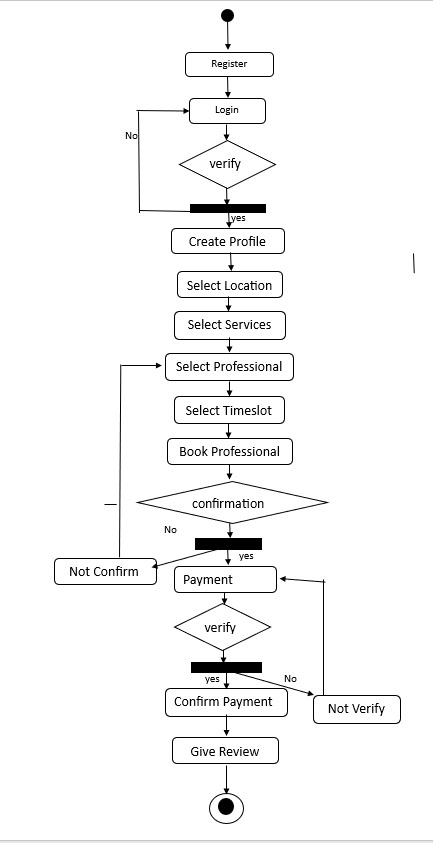 Register
Login
No
verify
yes
Create Profile
Select Location
Select Services
Select Professional
Select Timeslot
Book Professional
confirmation
No
yes
Not Confirm
Payment
verify
yes
No
Confirm Payment
Not Verify
Give Review